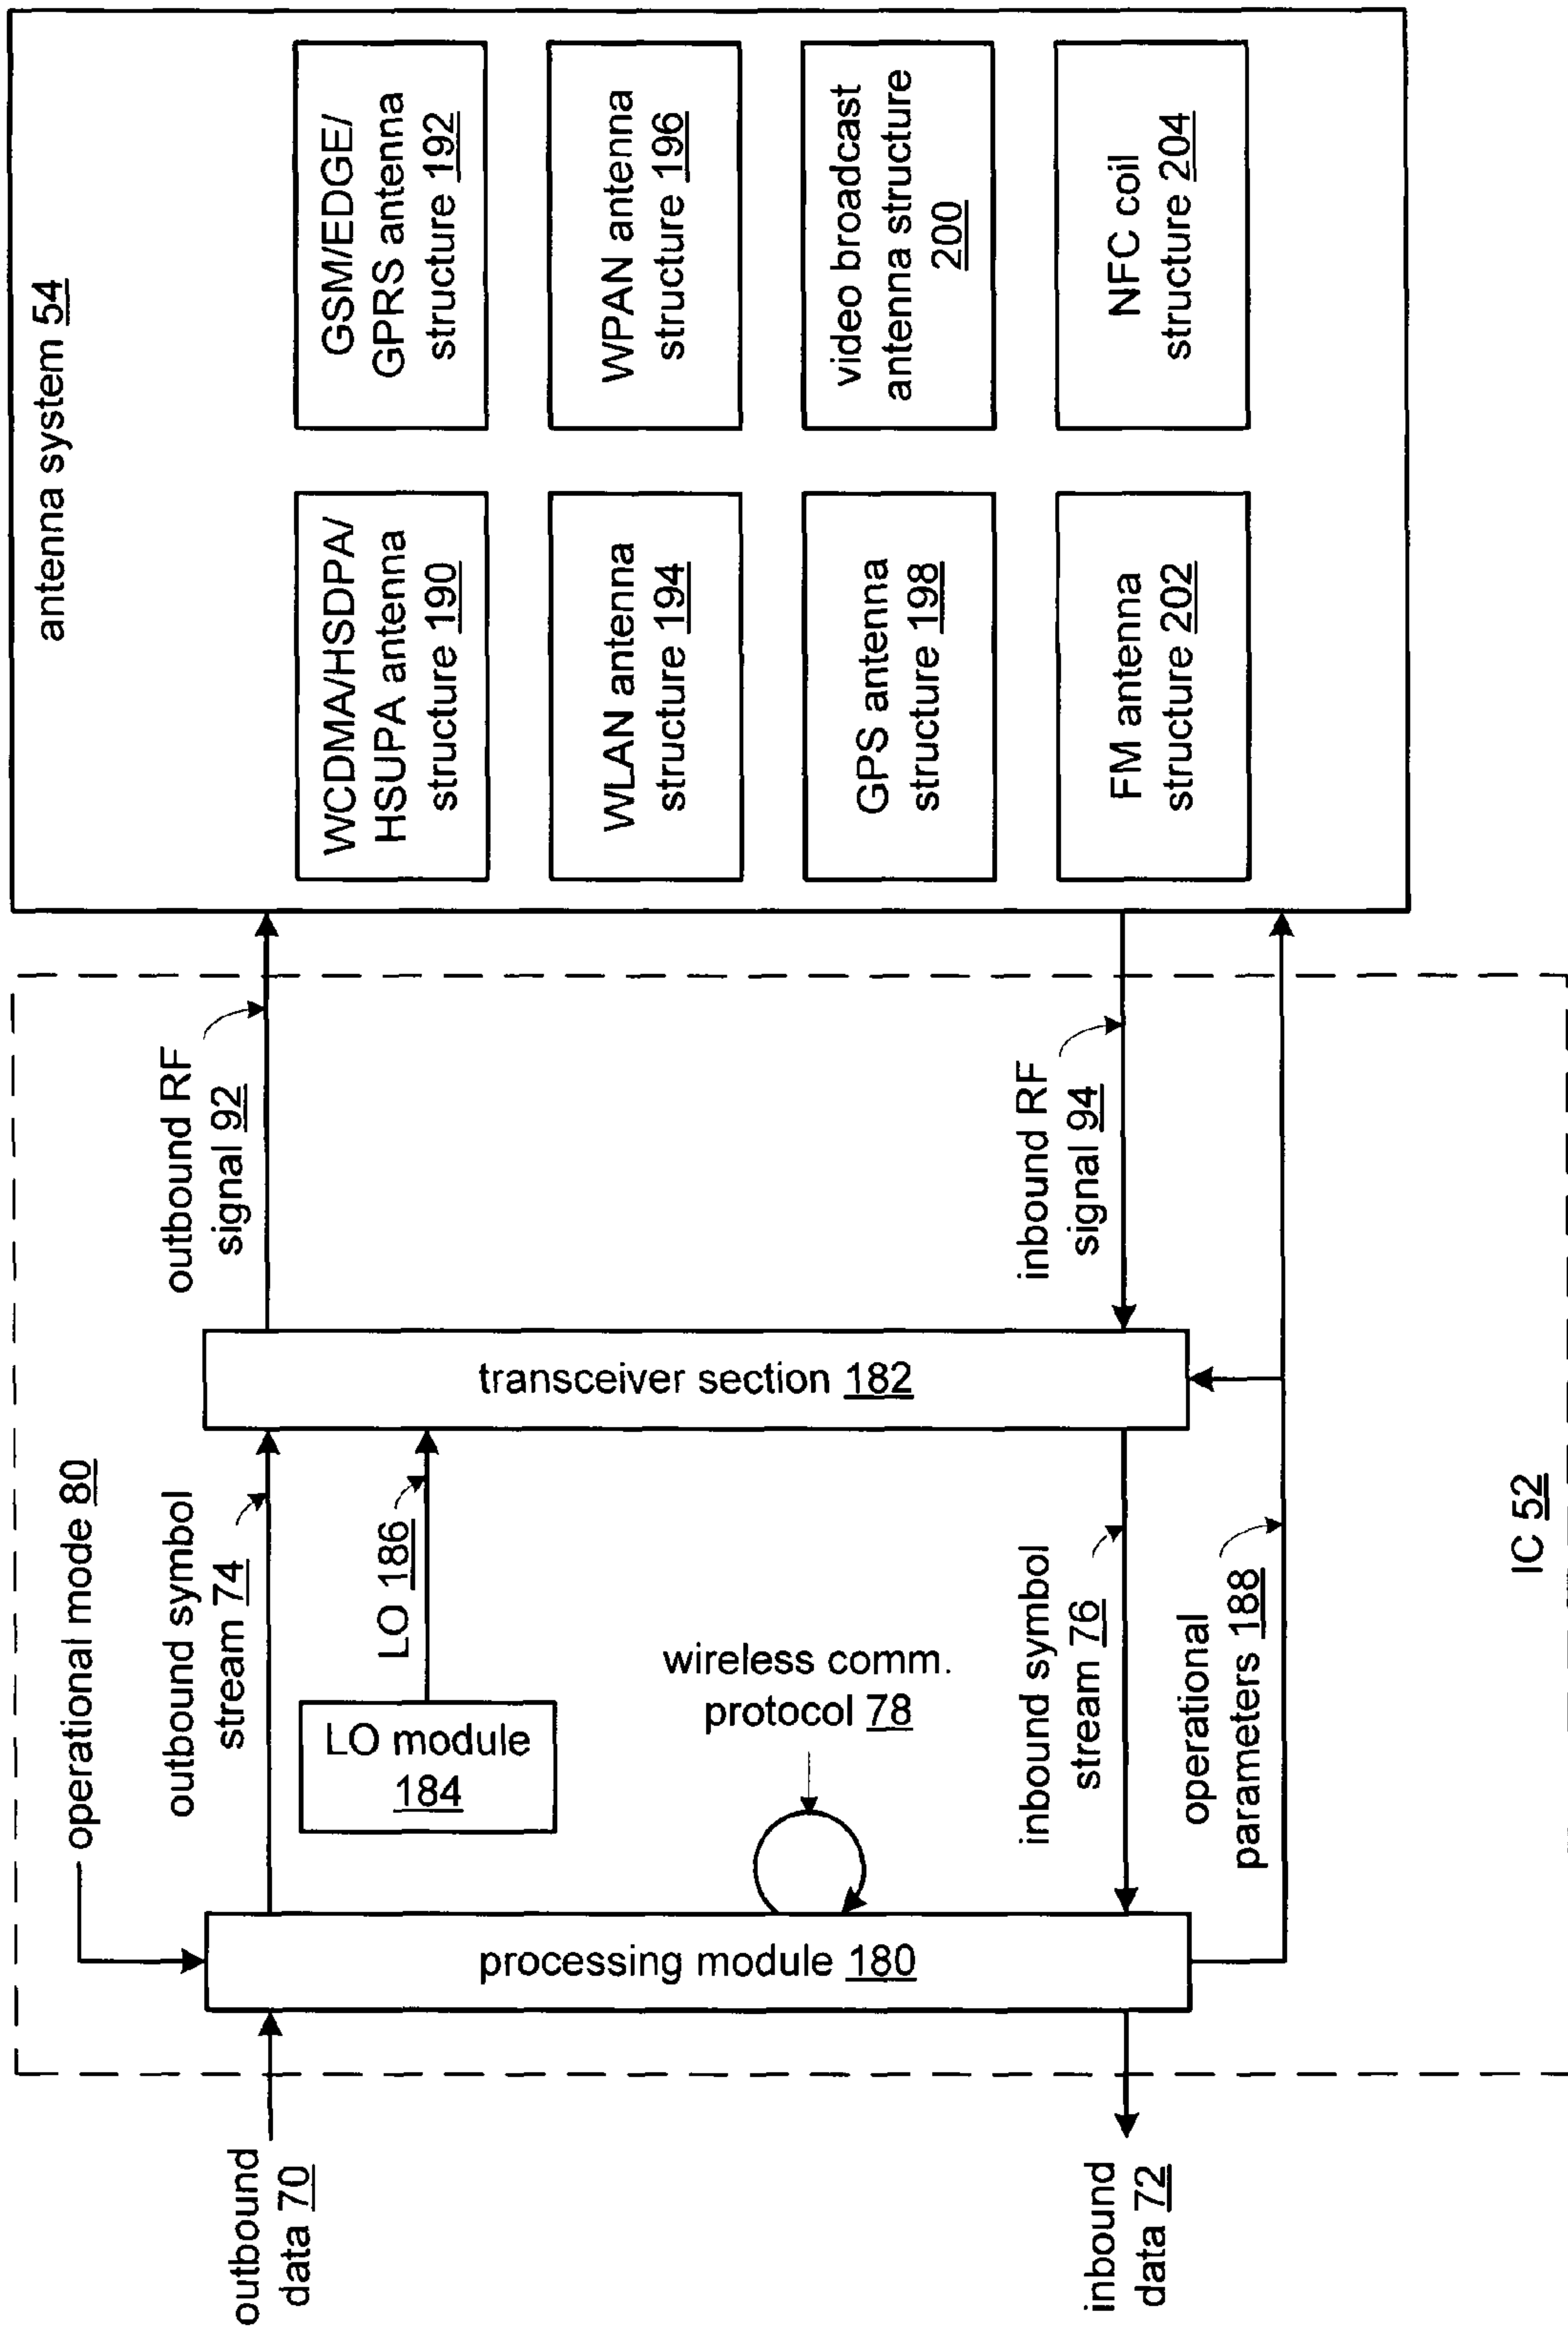 antenna system 54
WCDMA/HSDPA/
HSUPA antenna
structure 190
GSM/EDGE/
GPRS antenna
structure 192
WLAN antenna
structure 194
WPAN antenna
structure 196
GPS antenna
structure 198
video broadcast
antenna structure
200
FM antenna
structure 202
NFC coil
structure 204
outbound RF
signal 92
inbound RF
signal 94
transceiver section 182
operational mode 80
outbound symbol
stream 74
LO 186
LO module
184
wireless comm.
protocol 78
inbound symbol
stream 76
operational
parameters 188
IC 52
processing module 180
outbound
data 70
inbound
data 72